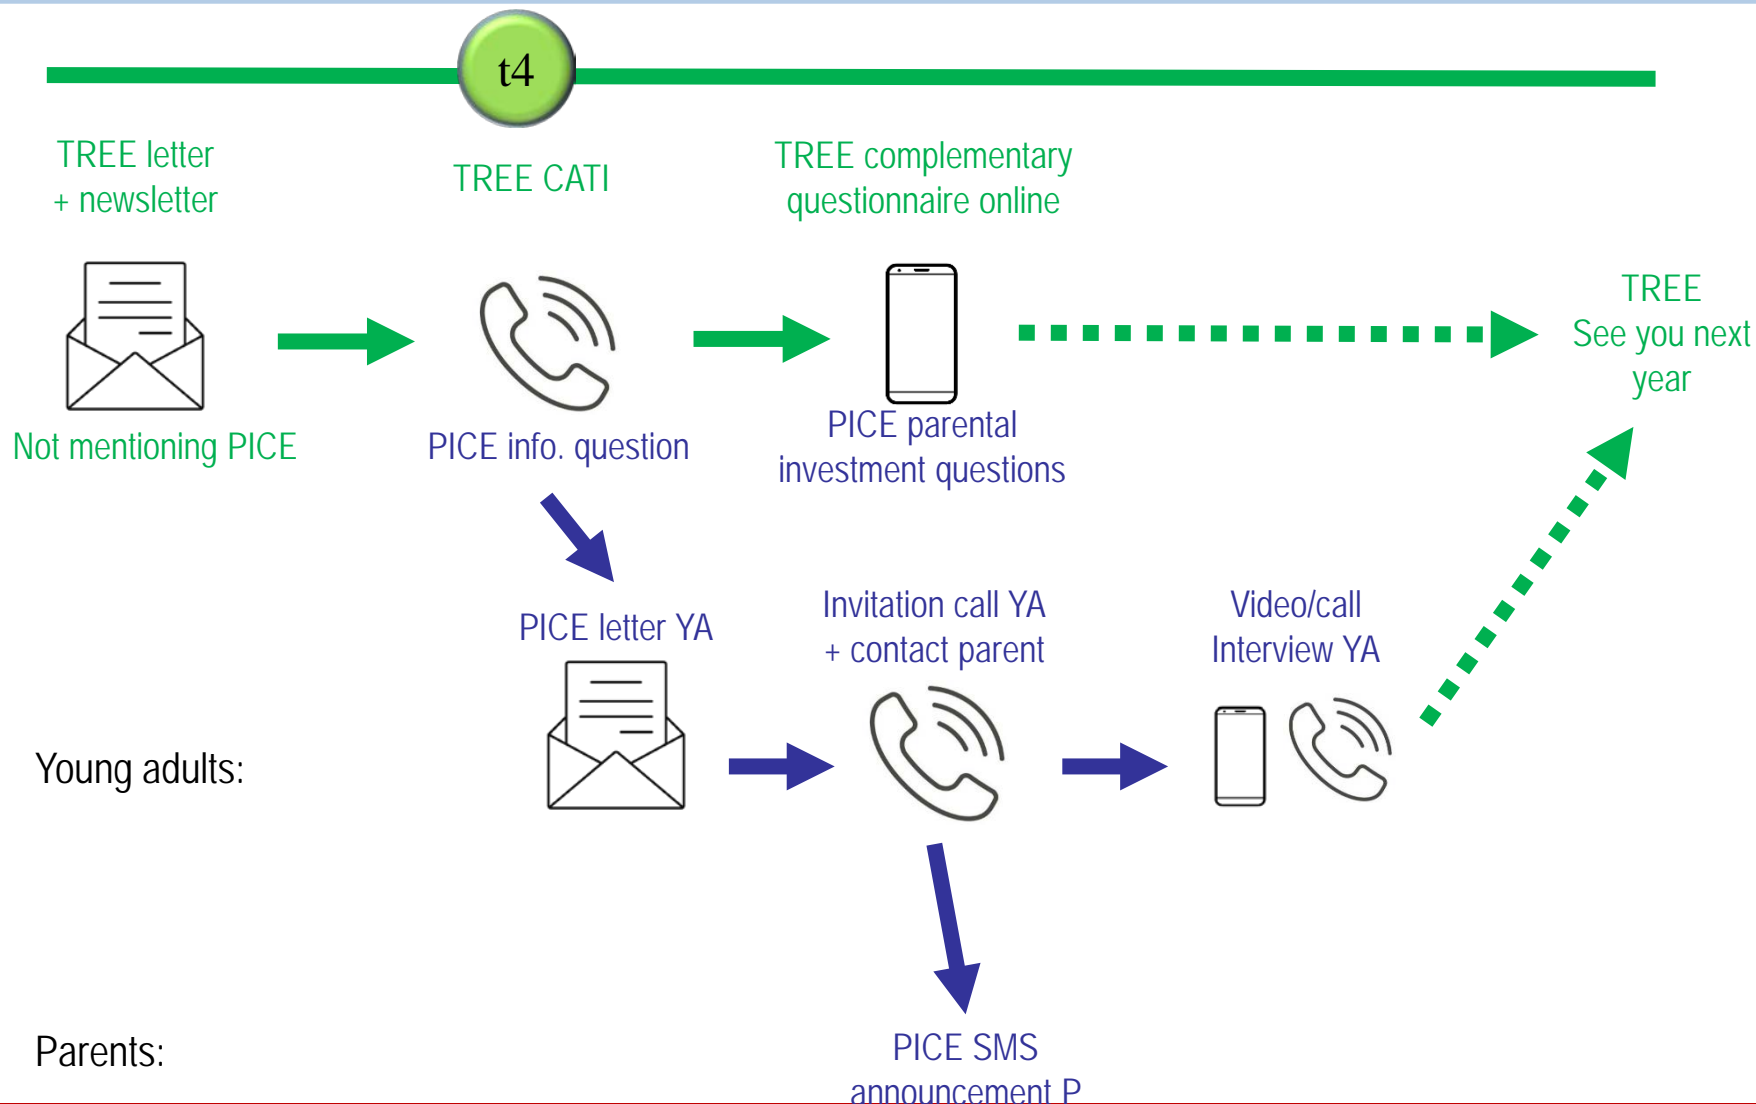 t4
TREE letter
+ newsletter
TREE CATI
TREE complementary
questionnaire online
TREE
See you next
year
Not mentioning PICE
PICE info. question
PICE parental
investment questions
PICE letter YA
Invitation call YA
+ contact parent
Video/call
Interview YA
Young adults:
Parents:
PICE SMS
announcement P